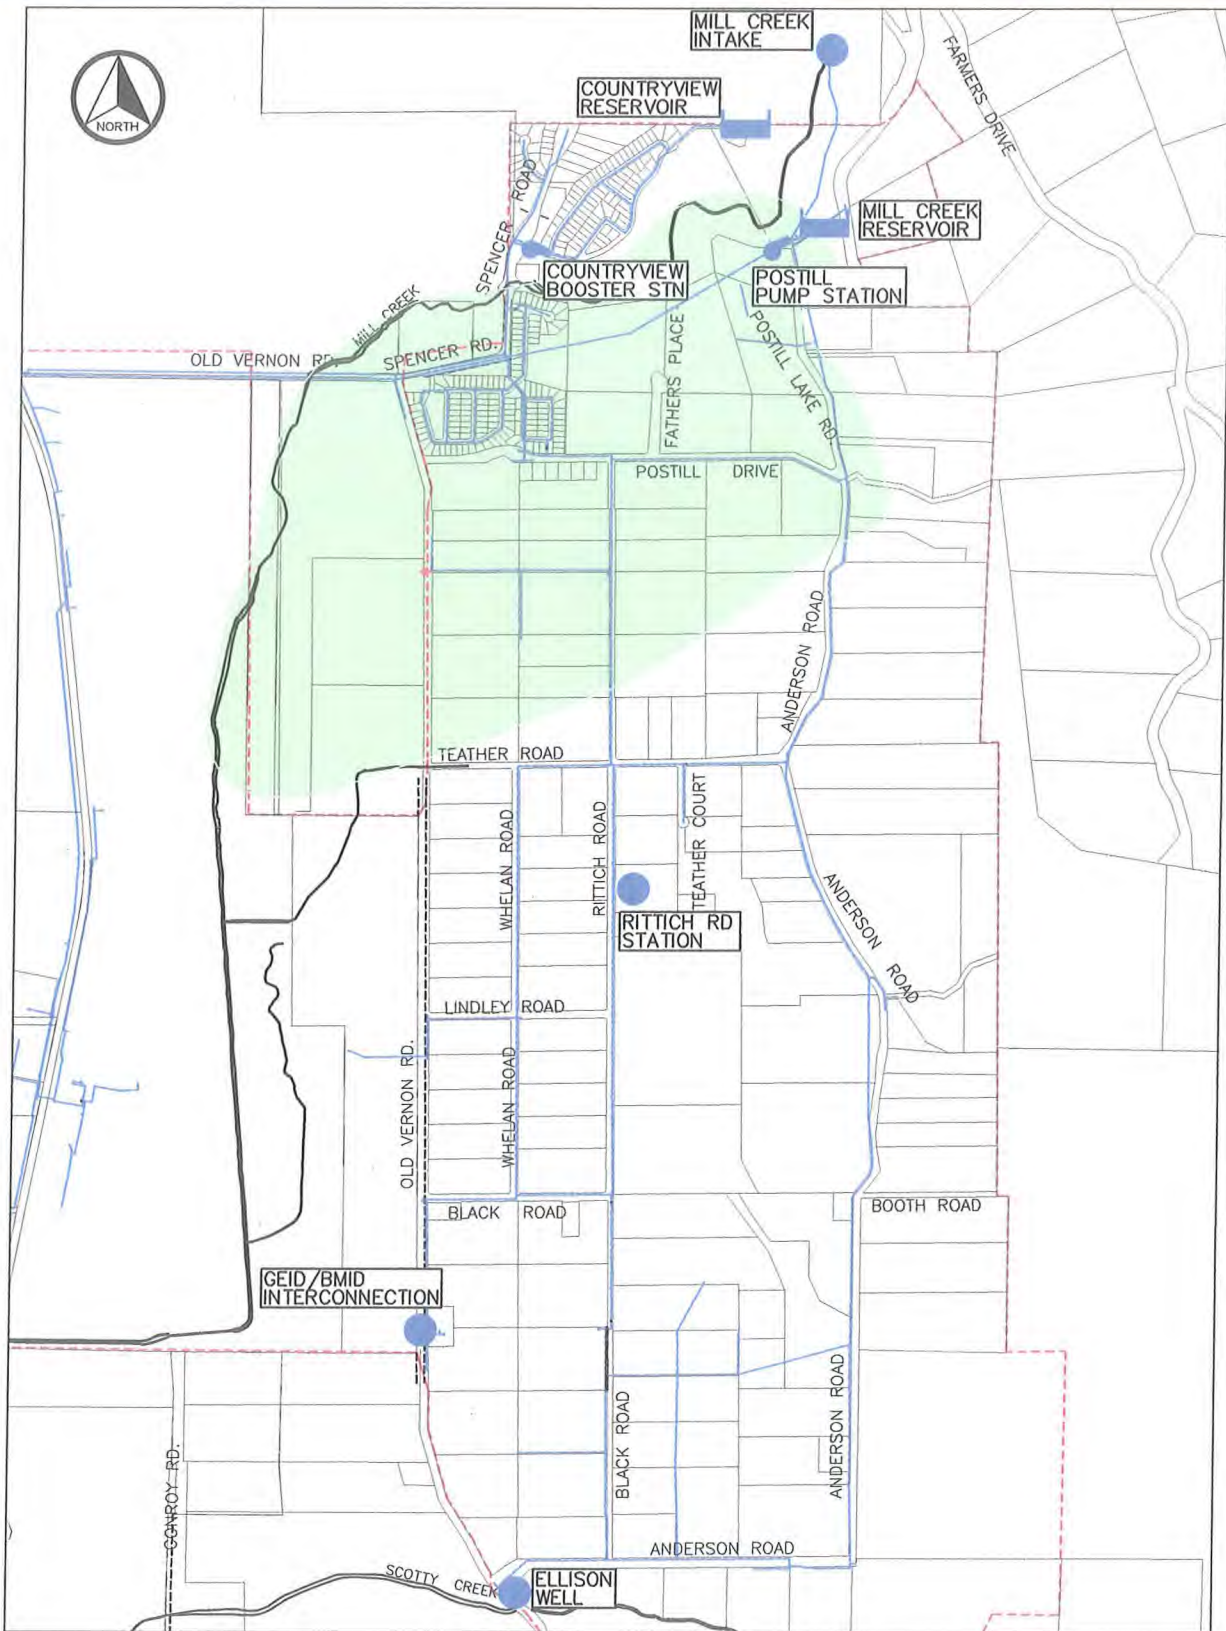 MILL CREEK
INTAKE
FARMERS DRIVE
NORTH
COUNTRYVIEW
RESERVOIR
SPENCER ROAD
MILL CREEK
RESERVOIR
COUNTRYVIEW
BOOSTER STN
POSTILL
PUMP STATION
MILL CREEK
OLD VERNON RD.
SPENCER RD.
FATHERS PLACE
POSTILL LAKE RD.
POSTILL DRIVE
ANDERSON ROAD
TEATHER ROAD
WHELAN ROAD
RITTICH ROAD
TEATHER COURT
ANDERSON ROAD
RITTICH RD
STATION
LINDLEY ROAD
OLD VERNON RD.
WHELAN ROAD
BLACK ROAD
BOOTH ROAD
GEID/BMID
INTERCONNECTION
CONROY RD.
BLACK ROAD
ANDERSON ROAD
ANDERSON ROAD
SCOTTY CREEK
ELLISON
WELL